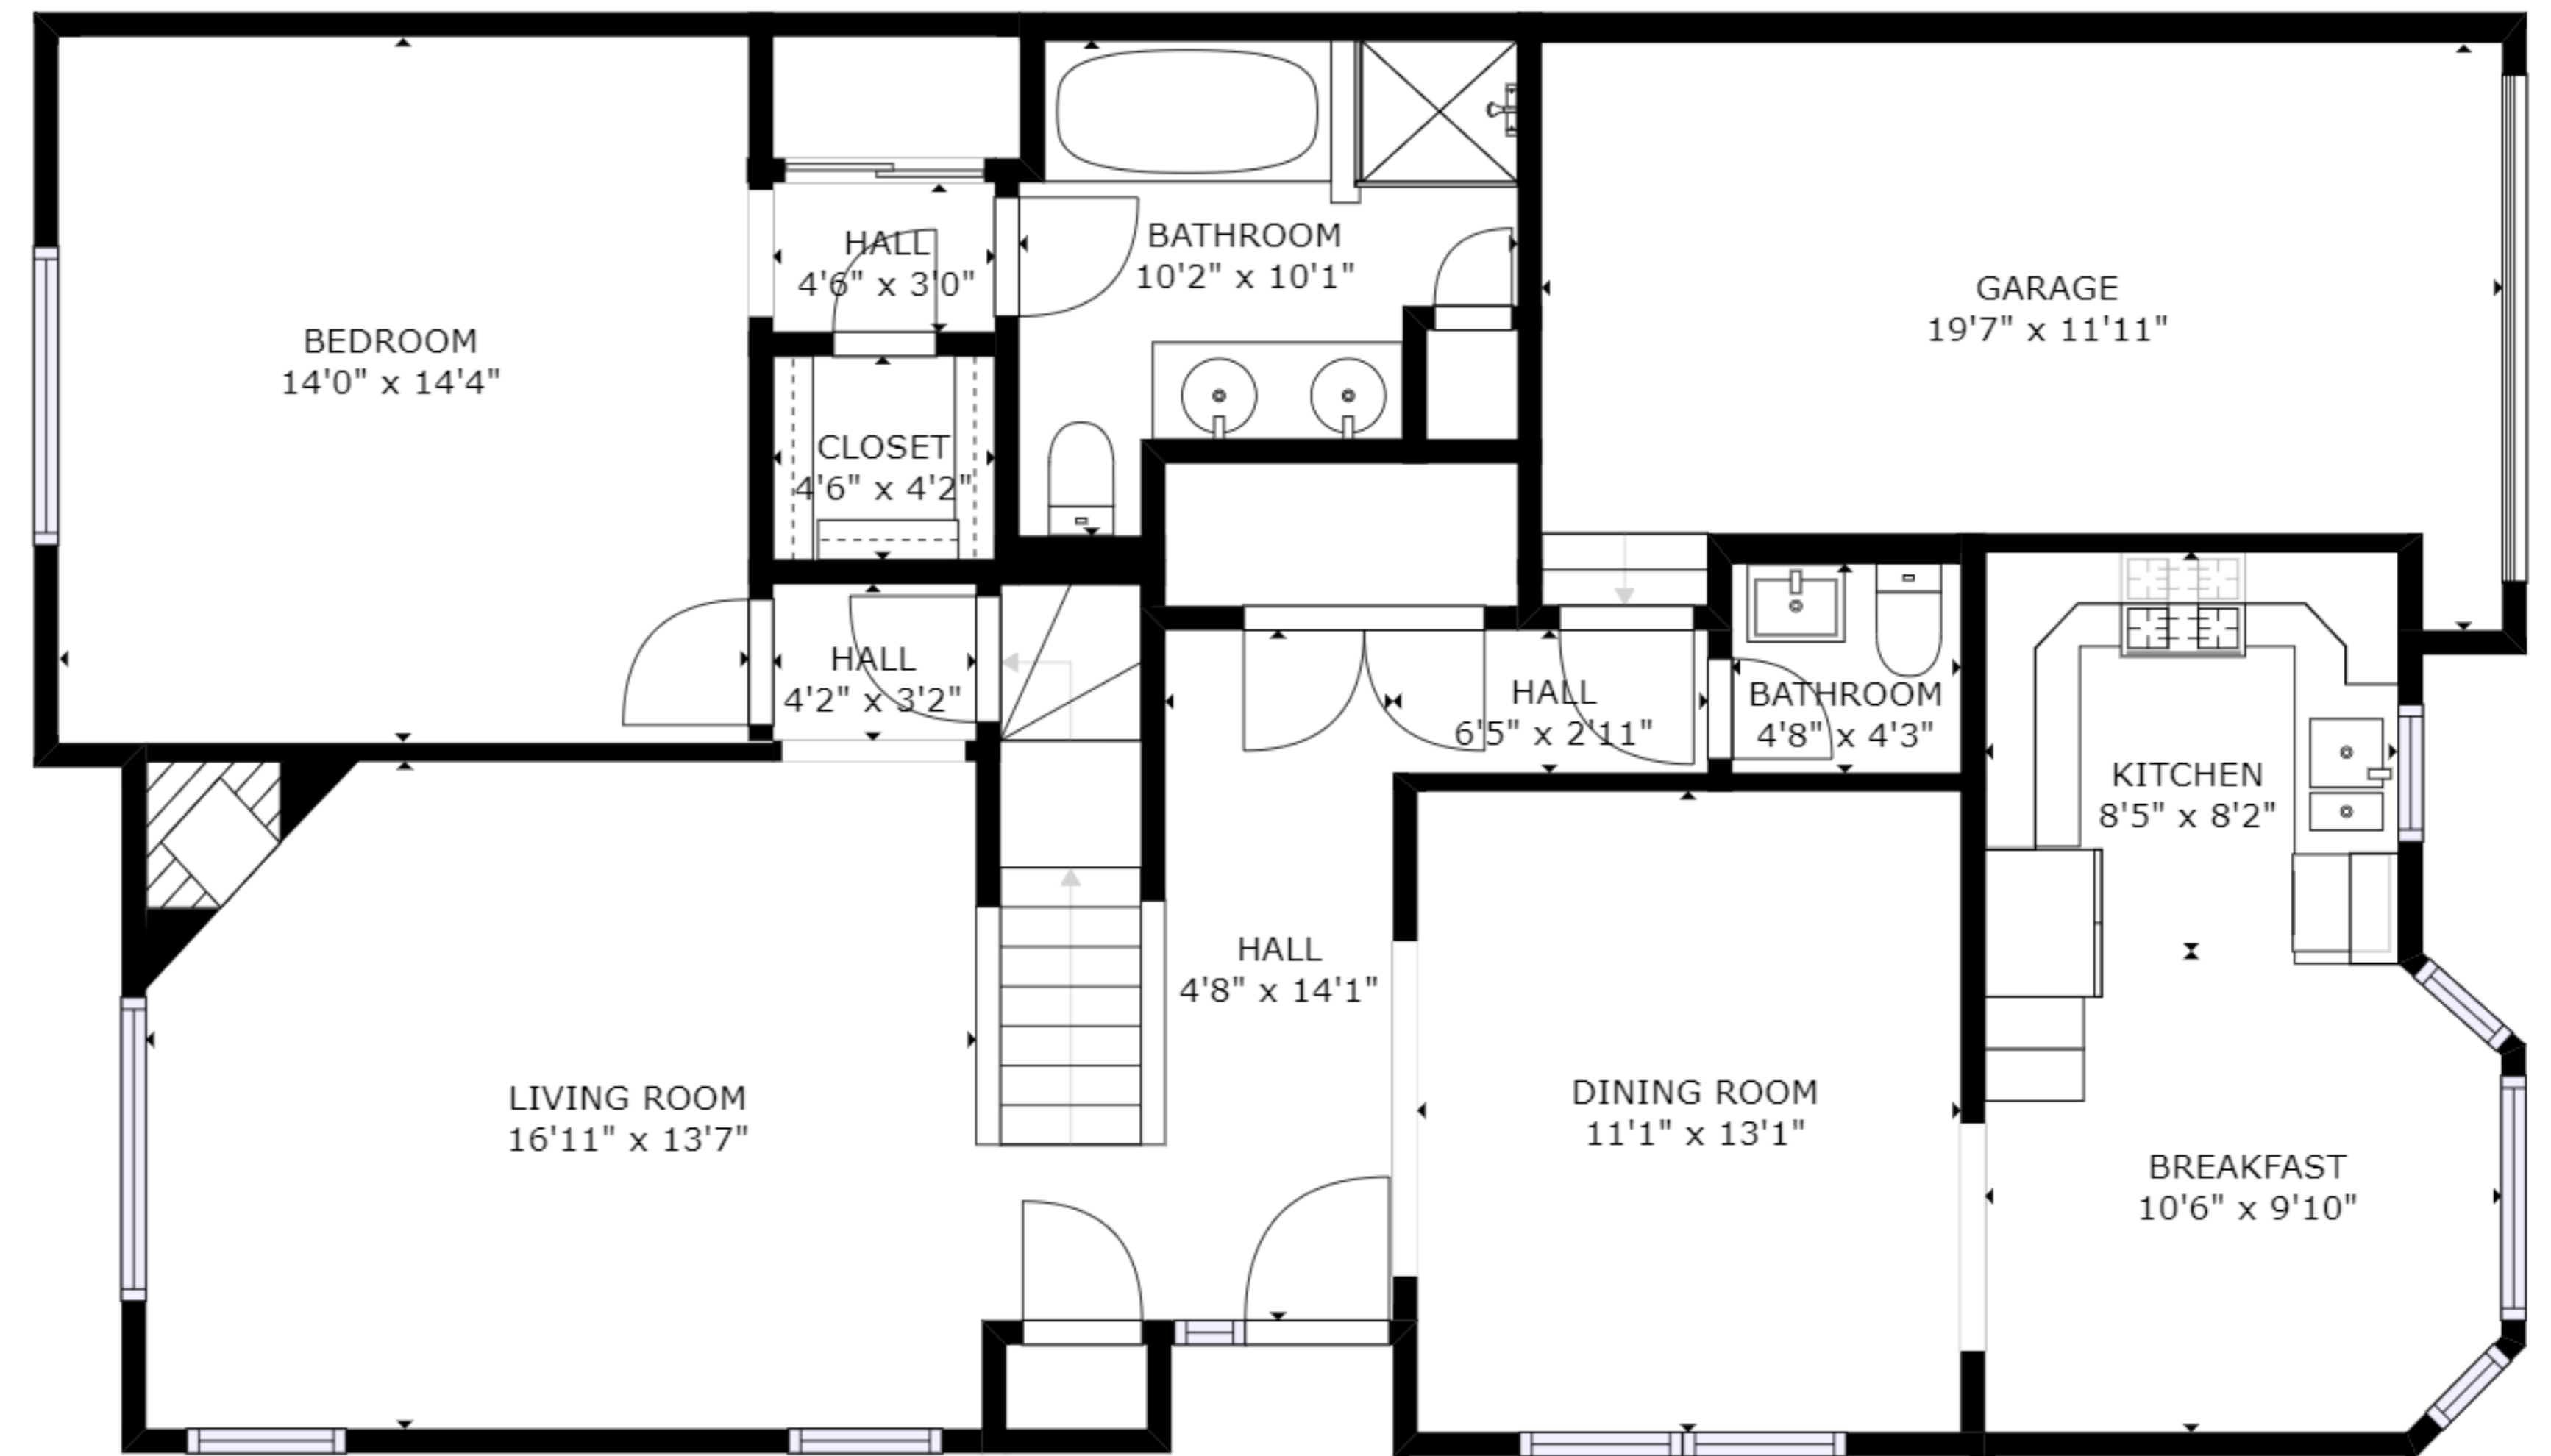 HALL
4'6" x 3'0"
BATHROOM
10'2" x 10'1"
GARAGE
19'7" x 11'11"
BEDROOM
14'0" x 14'4"
CLOSET
4'6" x 4'2"
HALL
4'2" x 3'2"
HALL
6'5" x 2'11"
BATHROOM
4'8" x 4'3"
KITCHEN
8'5" x 8'2"
HALL
4'8" x 14'1"
LIVING ROOM
16'11" x 13'7"
DINING ROOM
11'1" x 13'1"
BREAKFAST
10'6" x 9'10"